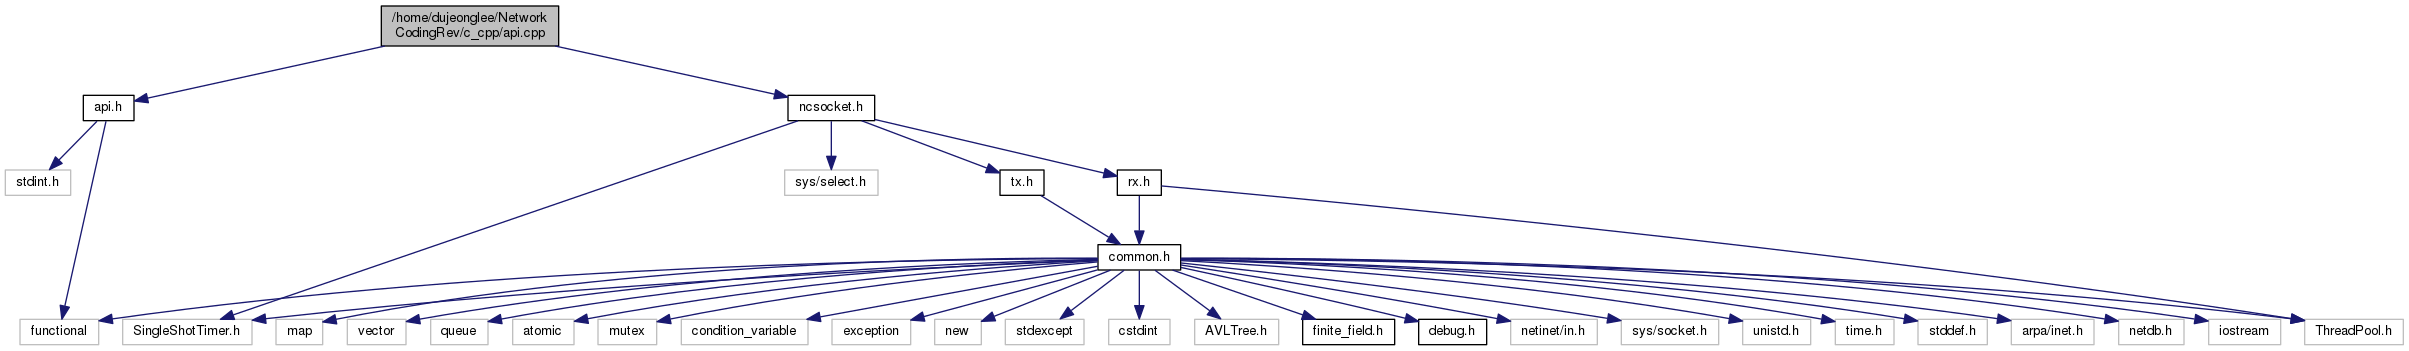 /home/dujeonglee/Network
CodingRev/c_cpp/api.cpp
api.h
ncsocket.h
stdint.h
sys/select.h
tx.h
rx.h
common.h
functional
SingleShotTimer.h
map
vector
queue
atomic
mutex
condition_variable
exception
new
stdexcept
cstdint
AVLTree.h
finite_field.h
debug.h
netinet/in.h
sys/socket.h
unistd.h
time.h
stddef.h
arpa/inet.h
netdb.h
iostream
ThreadPool.h